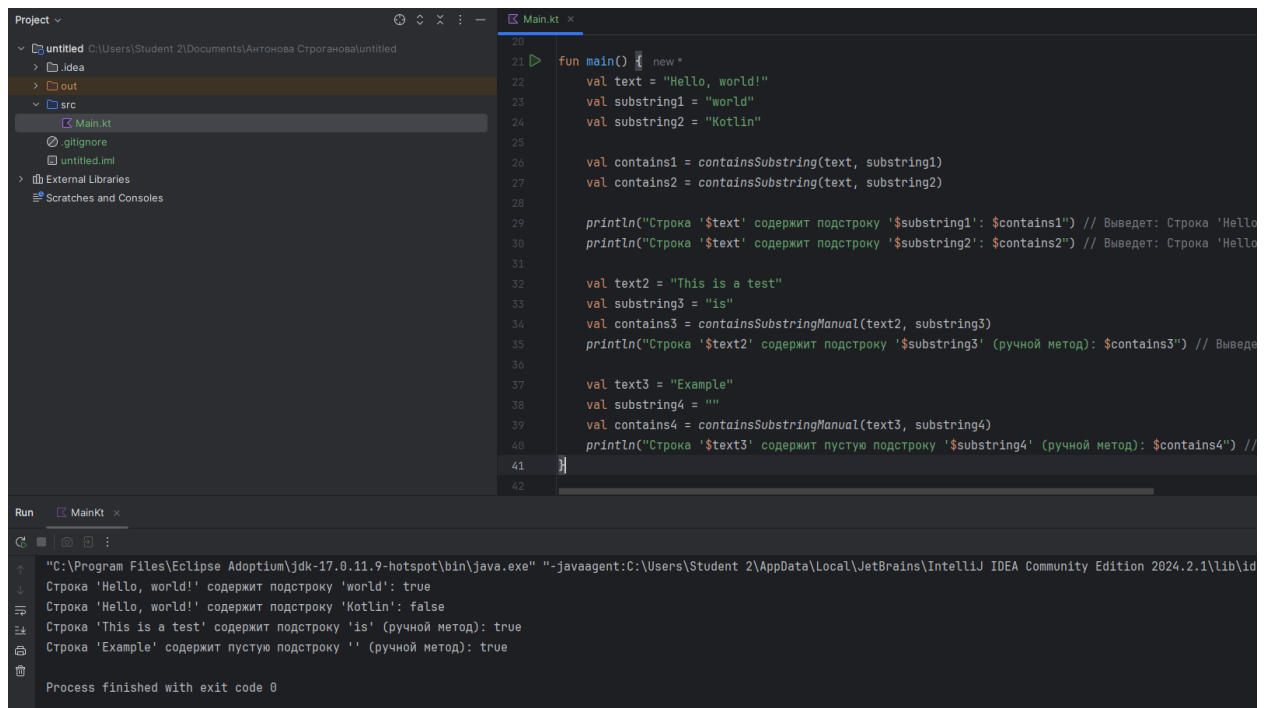 Project
Main.kt
untitled C:\Users\Student 2\Documents\Антонова Строганова\untitled
.idea
out
src
Main.kt
.gitignore
untitled.iml
External Libraries
Scratches and Consoles
20
21 fun main() { new *
22 val text = "Hello, world!"
23 val substring1 = "world"
24 val substring2 = "Kotlin"
25
26 val contains1 = containsSubstring(text, substring1)
27 val contains2 = containsSubstring(text, substring2)
28
29 println("Строка '$text' содержит подстроку '$substring1': $contains1") // Выведет: Строка 'Hello
30 println("Строка '$text' содержит подстроку '$substring2': $contains2") // Выведет: Строка 'Hello
31
32 val text2 = "This is a test"
33 val substring3 = "is"
34 val contains3 = containsSubstringManual(text2, substring3)
35 println("Строка '$text2' содержит подстроку '$substring3' (ручной метод): $contains3") // Выведе
36
37 val text3 = "Example"
38 val substring4 = ""
39 val contains4 = containsSubstringManual(text3, substring4)
40 println("Строка '$text3' содержит пустую подстроку '$substring4' (ручной метод): $contains4") //
41 }
42
Run MainKt
"C:\Program Files\Eclipse Adoptium\jdk-17.0.11.9-hotspot\bin\java.exe" "-javaagent:C:\Users\Student 2\AppData\Local\JetBrains\IntelliJ IDEA Community Edition 2024.2.1\lib\id
Строка 'Hello, world!' содержит подстроку 'world': true
Строка 'Hello, world!' содержит подстроку 'Kotlin': false
Строка 'This is a test' содержит подстроку 'is' (ручной метод): true
Строка 'Example' содержит пустую подстроку '' (ручной метод): true
Process finished with exit code 0